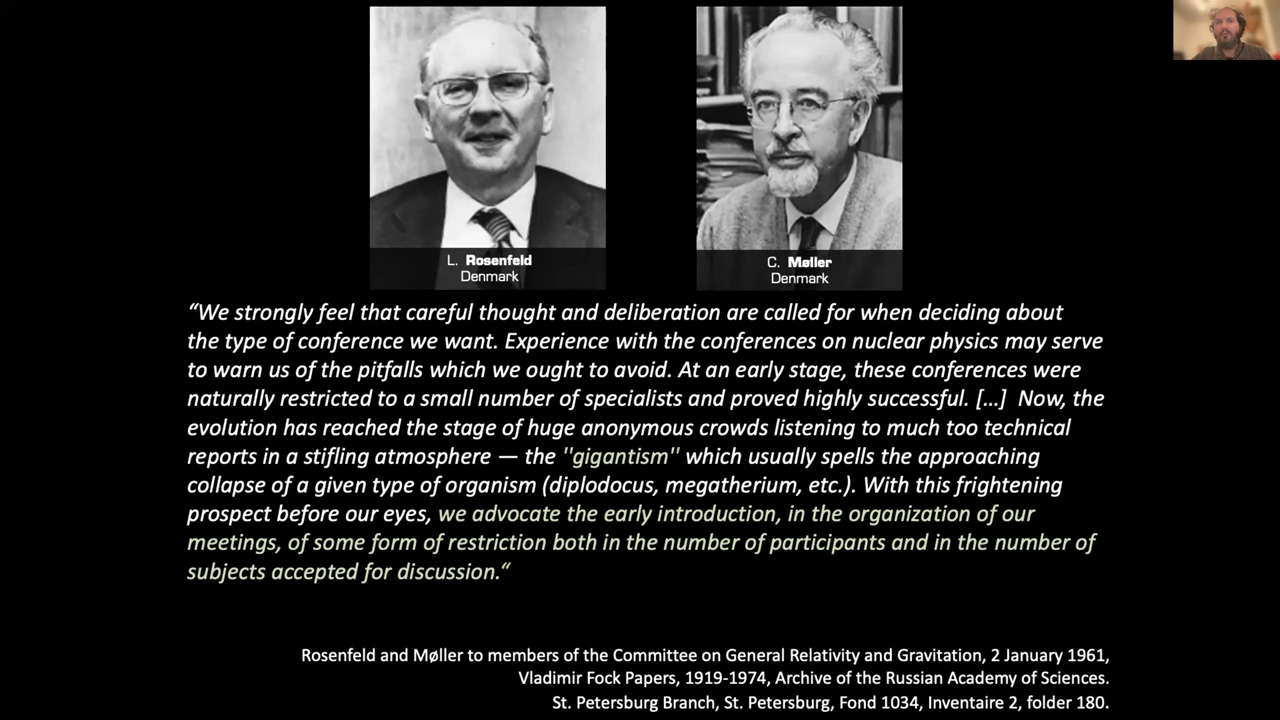 L. Rosenfeld
Denmark
C. Møller
Denmark
“We strongly feel that careful thought and deliberation are called for when deciding about
the type of conference we want. Experience with the conferences on nuclear physics may serve
to warn us of the pitfalls which we ought to avoid. At an early stage, these conferences were
naturally restricted to a small number of specialists and proved highly successful. […] Now, the
evolution has reached the stage of huge anonymous crowds listening to much too technical
reports in a stifling atmosphere — the ''gigantism'' which usually spells the approaching
collapse of a given type of organism (diplodocus, megatherium, etc.). With this frightening
prospect before our eyes, we advocate the early introduction, in the organization of our
meetings, of some form of restriction both in the number of participants and in the number of
subjects accepted for discussion.“
Rosenfeld and Møller to members of the Committee on General Relativity and Gravitation, 2 January 1961,
Vladimir Fock Papers, 1919-1974, Archive of the Russian Academy of Sciences.
St. Petersburg Branch, St. Petersburg, Fond 1034, Inventaire 2, folder 180.